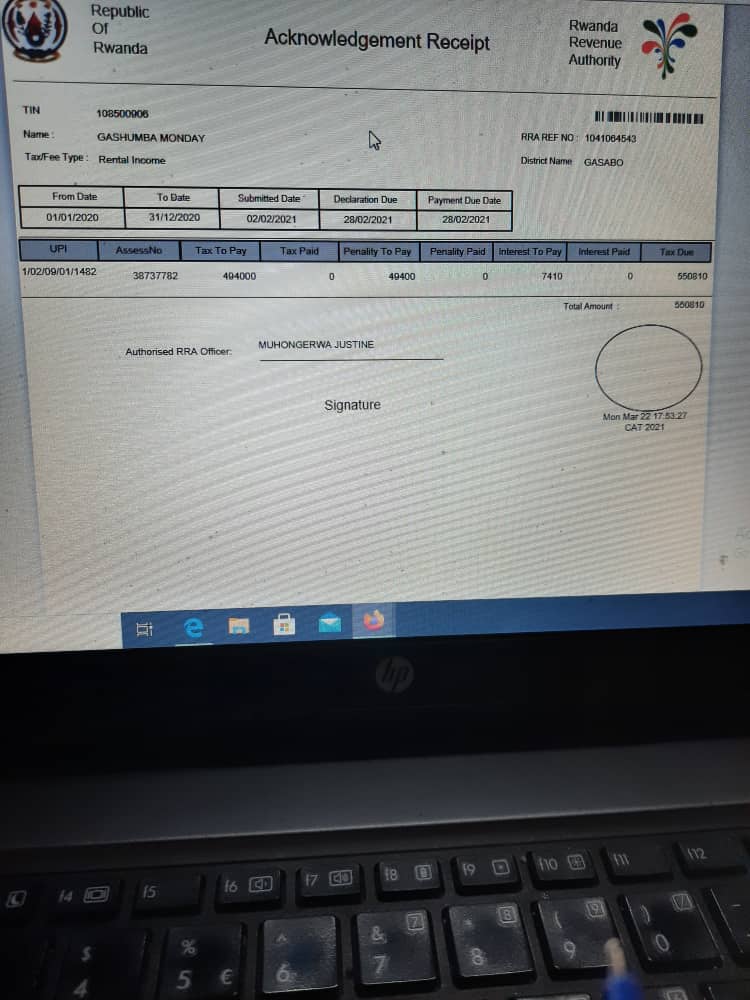 Republic
Of
Rwanda
Acknowledgement Receipt
Rwanda
Revenue
Authority
TIN 108500906
Name : GASHUMBA MONDAY
RRA REF NO : 1041064543
Tax/Fee Type : Rental Income
District Name GASABO
From Date To Date Submitted Date Declaration Due Payment Due Date
01/01/2020 31/12/2020 02/02/2021 28/02/2021 28/02/2021
UPI AssessNo Tax To Pay Tax Paid Penality To Pay Penality Paid Interest To Pay Interest Paid Tax Due
1/02/09/01/1482 38737782 494000 0 49400 0 7410 0 550810
Total Amount : 550810
Authorised RRA Officer: MUHONGERWA JUSTINE
Signature
Mon Mar 22 17:53:27
CAT 2021
hp
f4 f5 f6 f7 f8 f9 f10 f11 f12
$ % ^ & * ( )
7 8 9 /
4 5 € 6 7 8 9 0